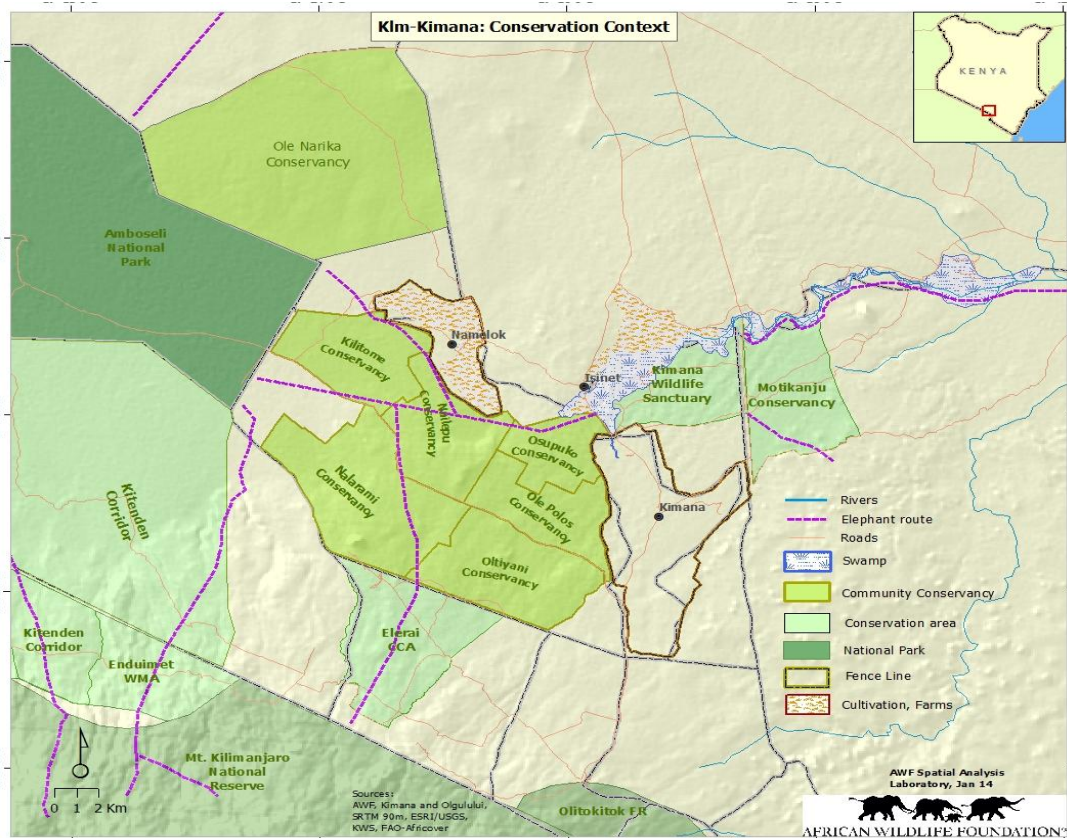 Klm-Kimana: Conservation Context
KENYA
Ole Narika
Conservancy
Amboseli
National
Park
Namelok
Kilitome
Conservancy
Isinet
Kimana
Wildlife
Sanctuary
Motikanju
Conservancy
Nailepu
Conservancy
Osupuko
Conservancy
Nalarami
Conservancy
Ole Polos
Conservancy
Kimana
Kitenden
Corridor
Oltiyani
Conservancy
Rivers
Elephant route
Roads
Swamp
Community Conservancy
Conservation area
National Park
Fence Line
Cultivation, Farms
Kitenden
Corridor
Enduimet
WMA
Elerai
CCA
Mt. Kilimanjaro
National
Reserve
Olitokitok FR
0 1 2 Km
Sources:
AWF, Kimana and Olgulului,
SRTM 90m, ESRI/USGS,
KWS, FAO-Africover
AWF Spatial Analysis
Laboratory, Jan 14
AFRICAN WILDLIFE FOUNDATION